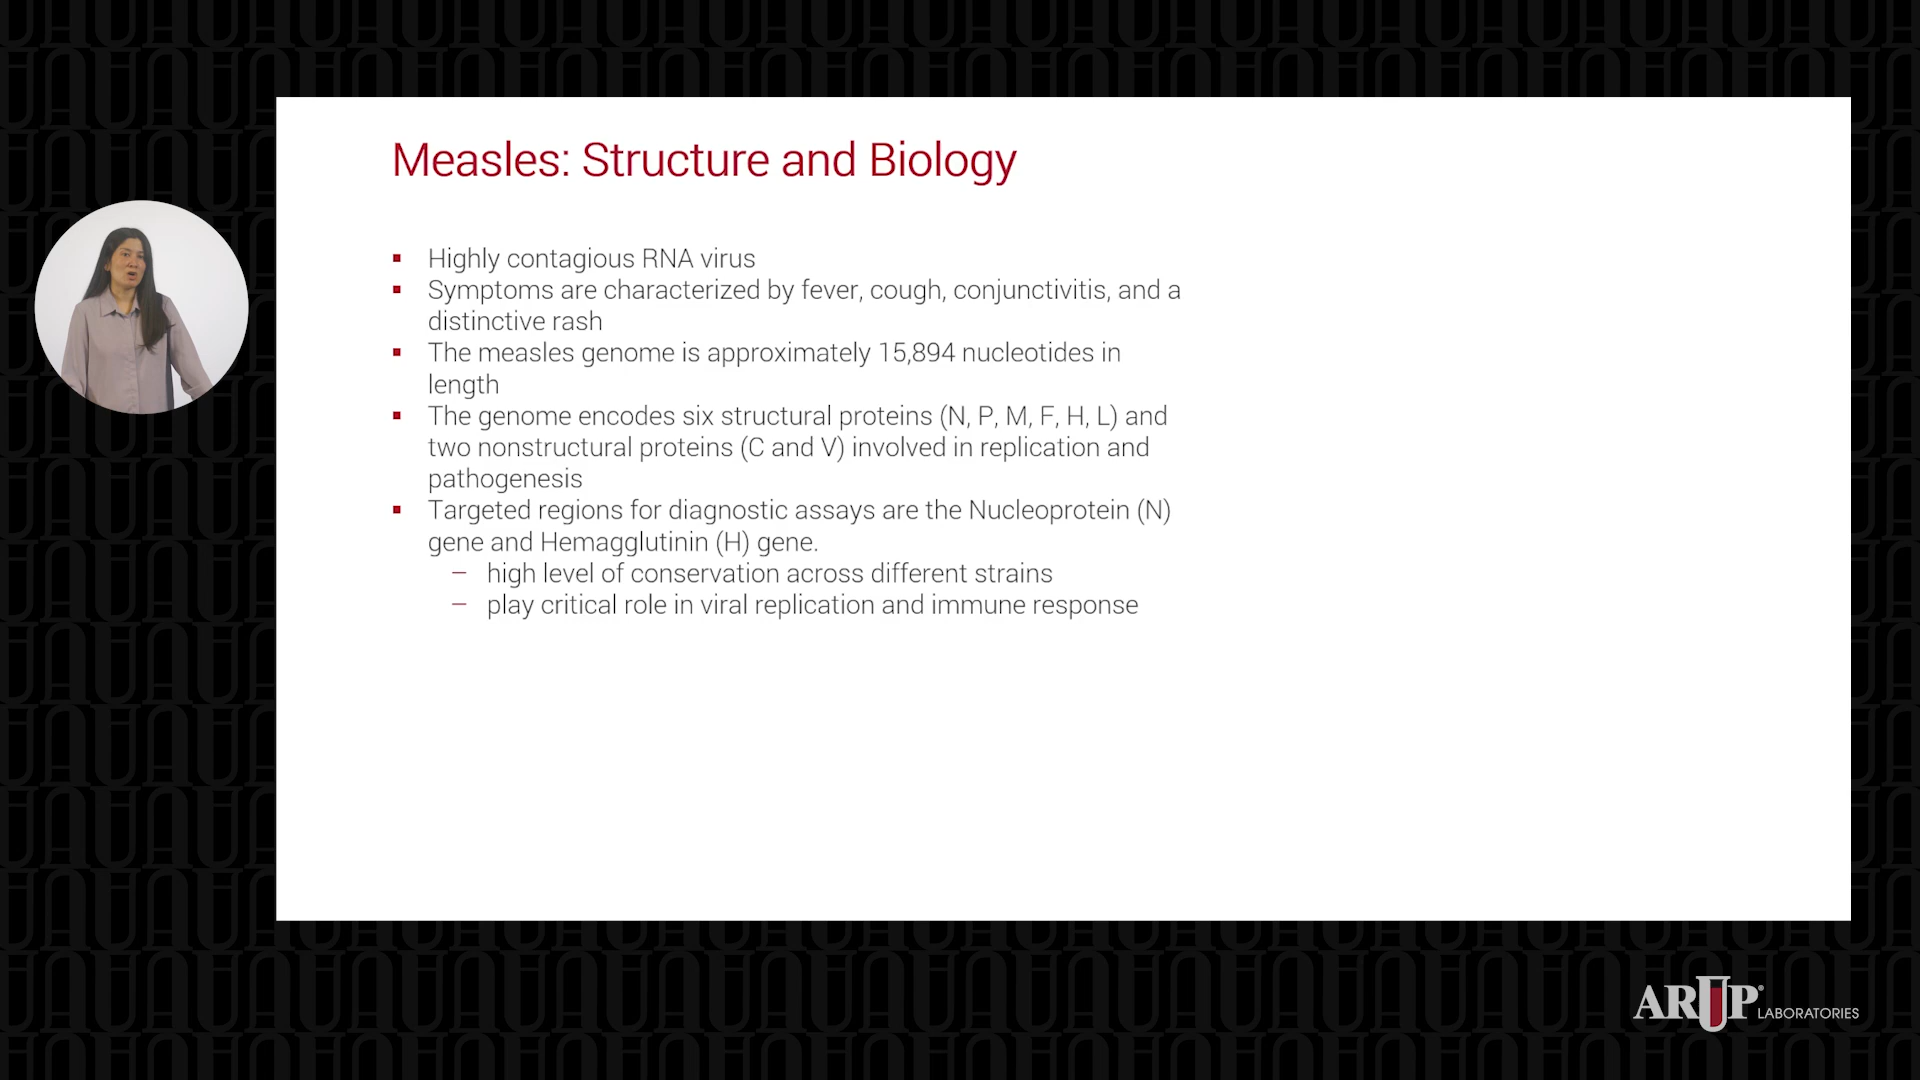 Measles: Structure and Biology
Highly contagious RNA virus
Symptoms are characterized by fever, cough, conjunctivitis, and a
distinctive rash
The measles genome is approximately 15,894 nucleotides in
length
The genome encodes six structural proteins (N, P, M, F, H, L) and
two nonstructural proteins (C and V) involved in replication and
pathogenesis
Targeted regions for diagnostic assays are the Nucleoprotein (N)
gene and Hemagglutinin (H) gene.
– high level of conservation across different strains
– play critical role in viral replication and immune response
ARUP® LABORATORIES